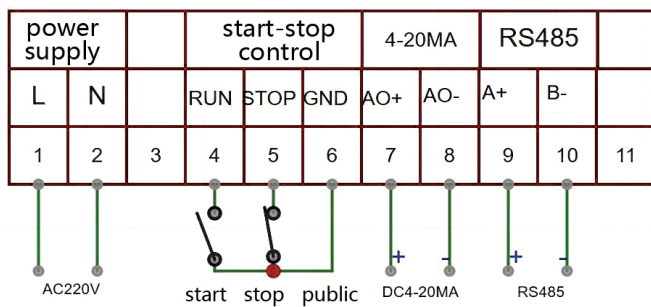 power supply
start-stop control
4-20MA
RS485
L N RUN STOP GND AO+ AO- A+ B-
1 2 3 4 5 6 7 8 9 10 11
+ - + -
AC220V
start stop public
DC4-20MA
RS485